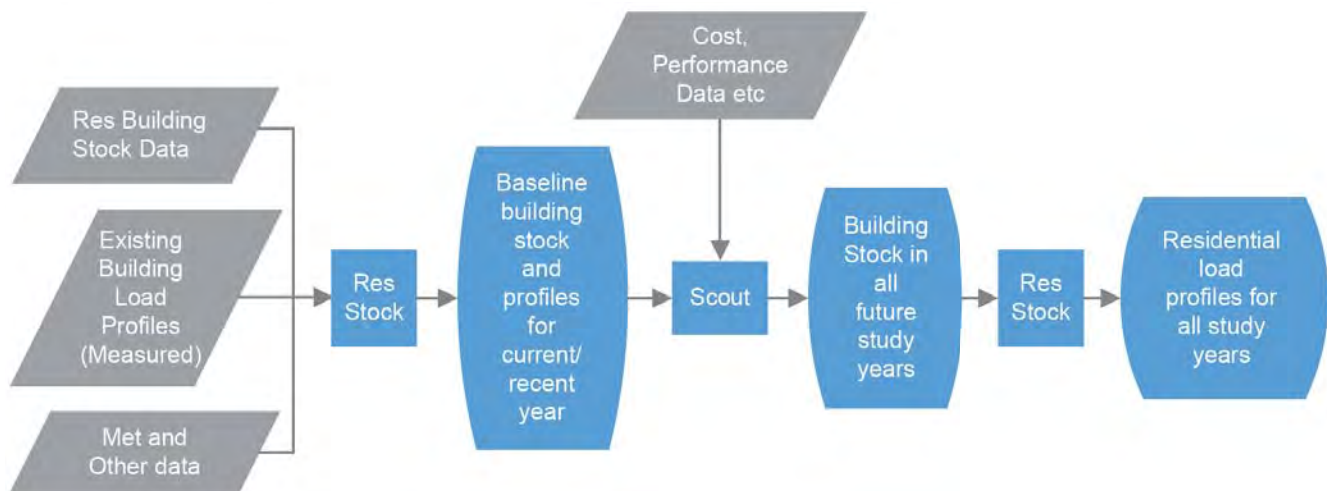 Cost,
Performance
Data etc
Res Building
Stock Data
Existing
Building
Load
Profiles
(Measured)
Met and
Other data
Res
Stock
Baseline
building
stock
and
profiles
for
current/
recent
year
Scout
Building
Stock in
all
future
study
years
Res
Stock
Residential
load
profiles for
all study
years